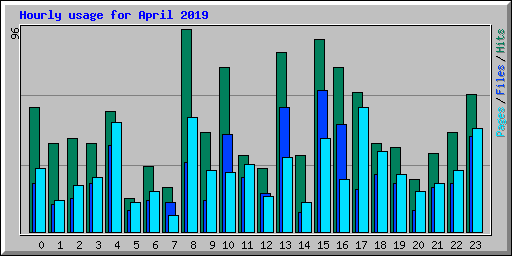 Hourly usage for April 2019
96
Pages / Files / Hits
0 1 2 3 4 5 6 7 8 9 10 11 12 13 14 15 16 17 18 19 20 21 22 23